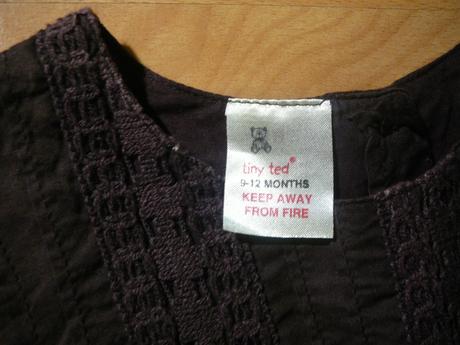 tiny ted®
9-12 MONTHS
KEEP AWAY
FROM FIRE